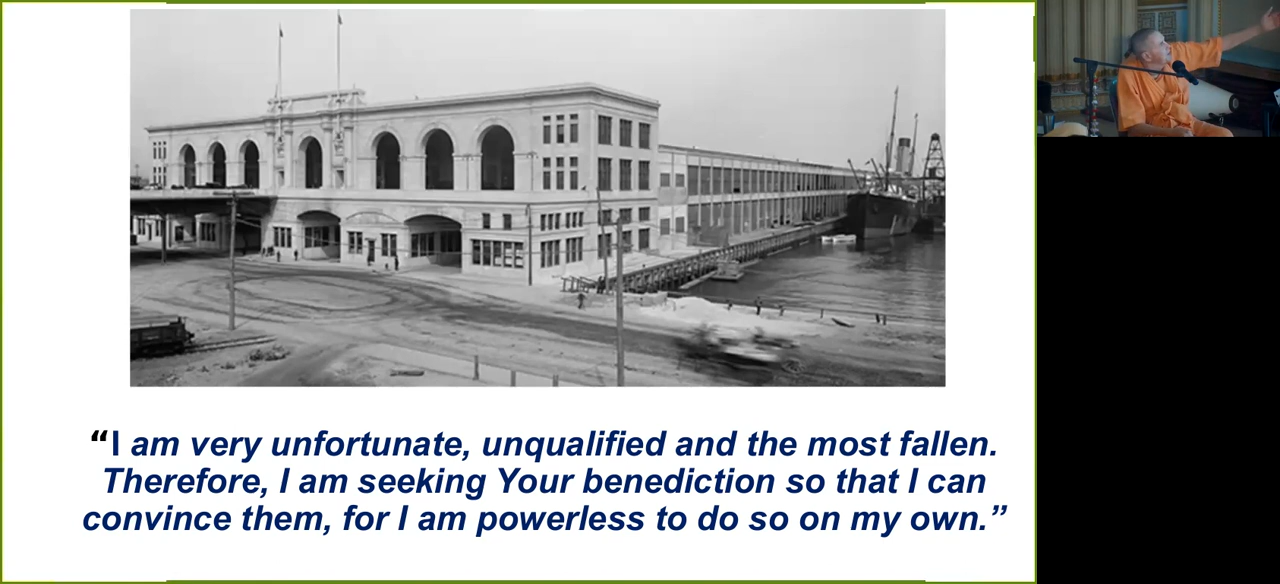 “I am very unfortunate, unqualified and the most fallen.
Therefore, I am seeking Your benediction so that I can
convince them, for I am powerless to do so on my own.”